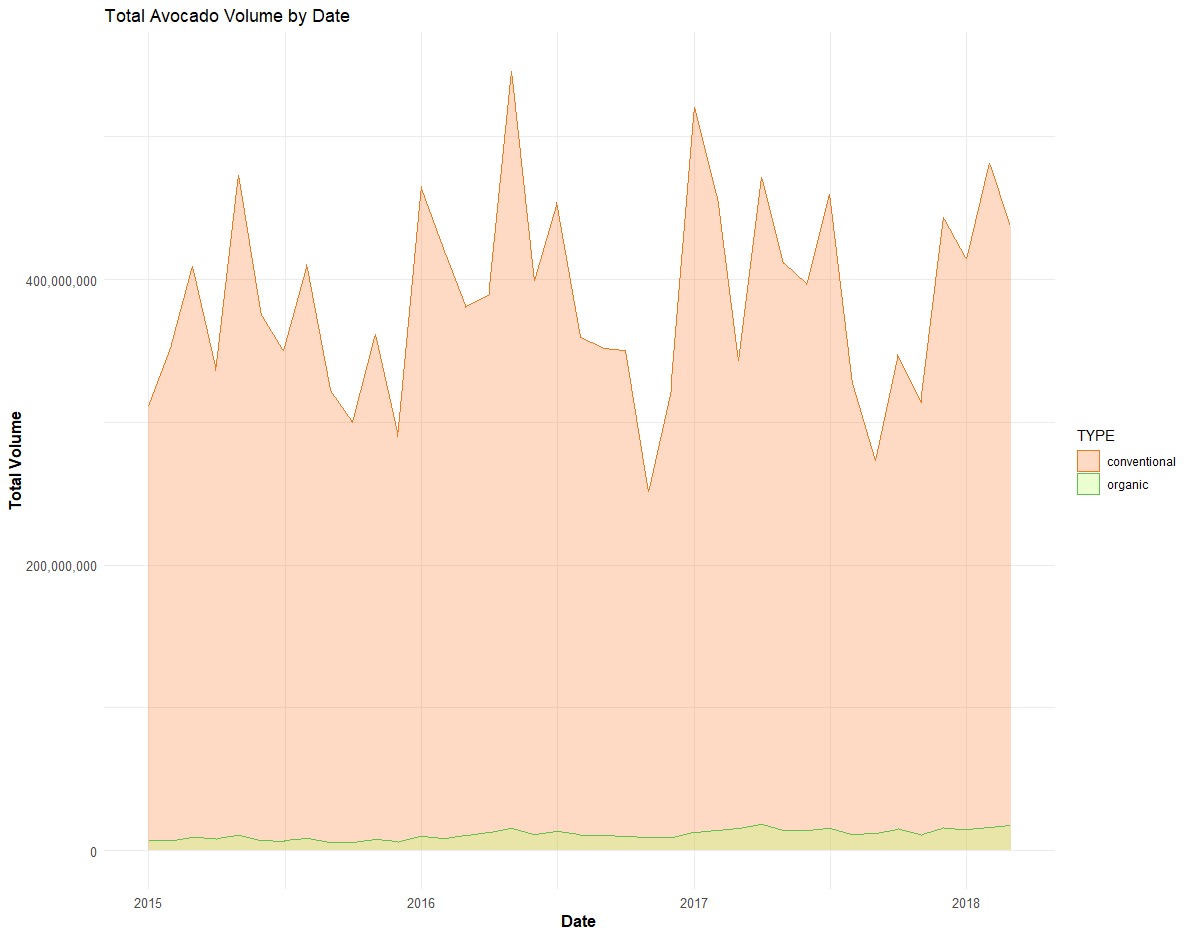 Total Avocado Volume by Date
Total Volume
400,000,000
200,000,000
0
2015
2016
2017
2018
Date
TYPE
conventional
organic